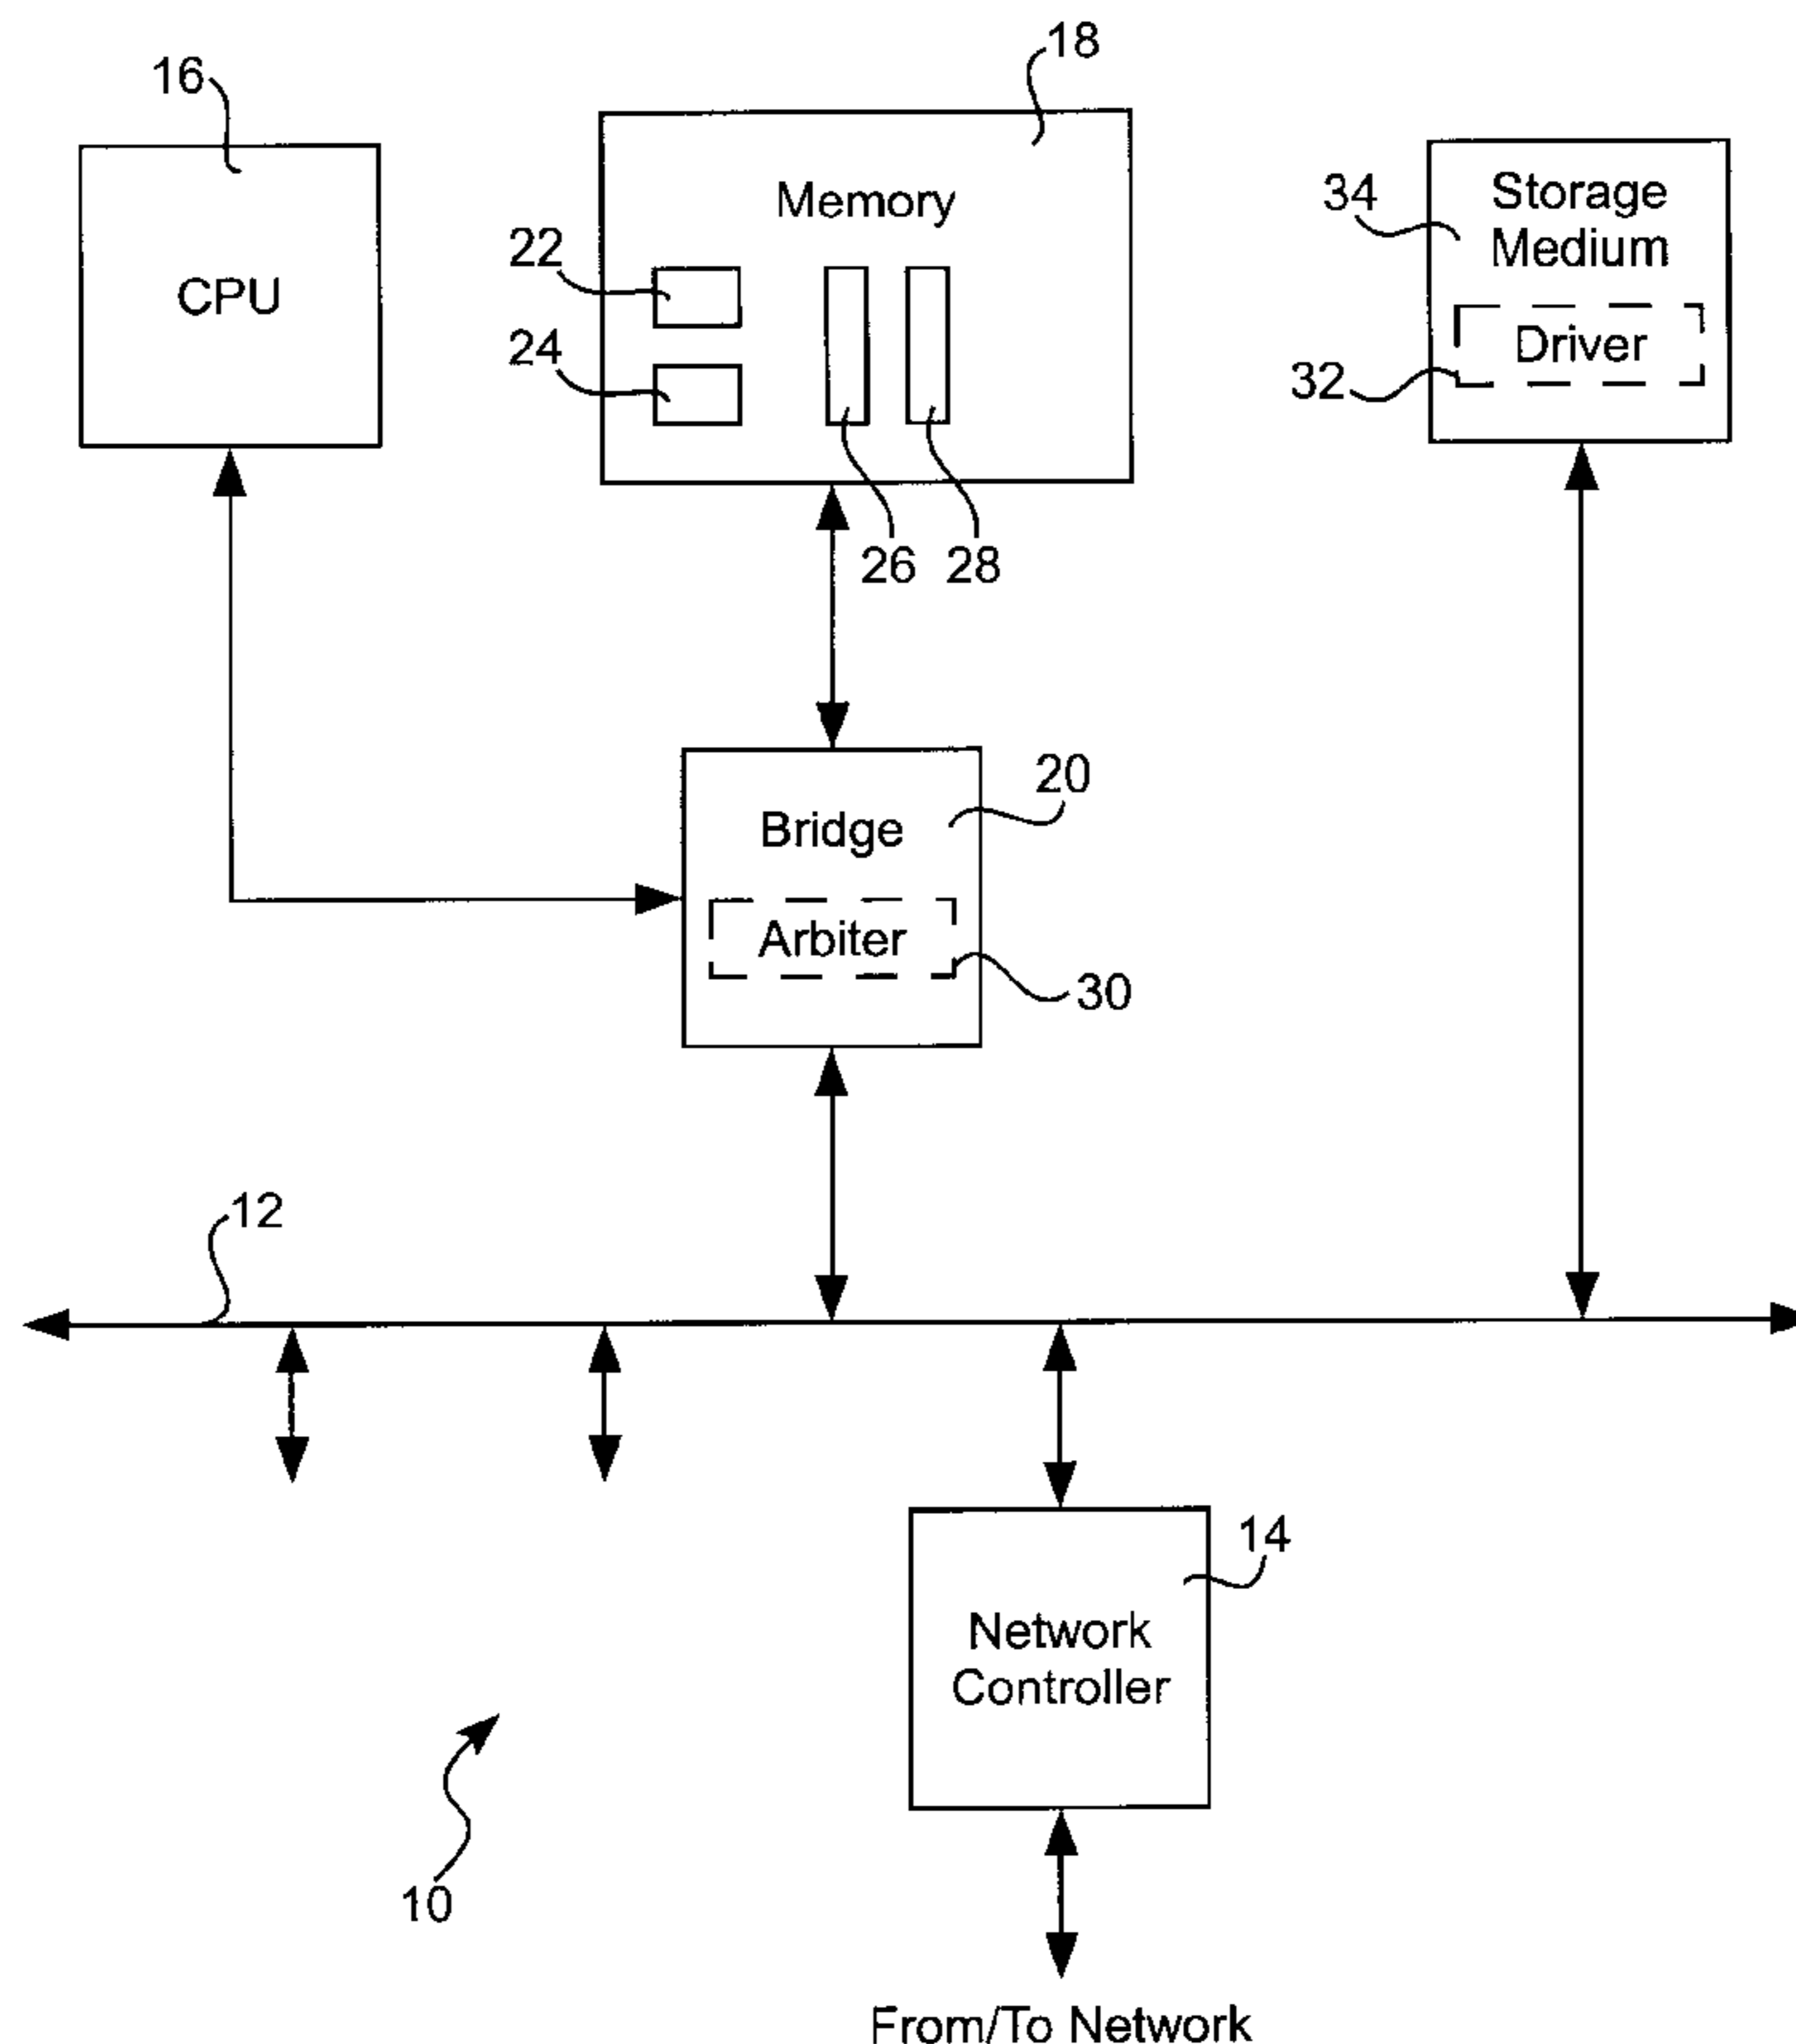 18
16
Memory
Storage
Medium
34
22
CPU
24
Driver
32
26 28
20
Bridge
Arbiter
30
12
14
Network
Controller
10
From/To Network